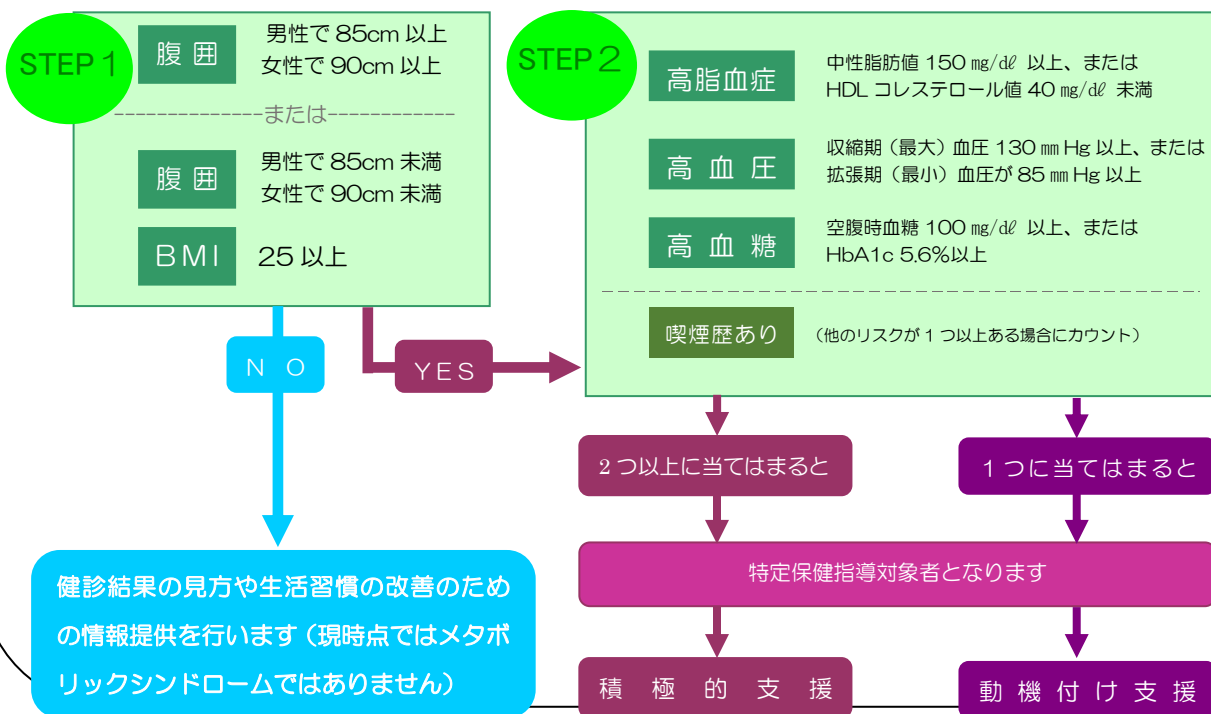 STEP 1
腹 囲
男性で 85cm 以上
女性で 90cm 以上
--------------または------------
腹 囲
男性で 85cm 未満
女性で 90cm 未満
BMI
25 以上
NO
YES
STEP 2
高脂血症
中性脂肪値 150 ㎎/㎗ 以上、または
HDL コレステロール値 40 ㎎/㎗ 未満
高 血 圧
収縮期（最大）血圧 130 ㎜ Hg 以上、または
拡張期（最小）血圧が 85 ㎜ Hg 以上
高 血 糖
空腹時血糖 100 ㎎/㎗ 以上、または
HbA1c 5.6%以上
喫煙歴あり
（他のリスクが 1 つ以上ある場合にカウント）
2 つ以上に当てはまると
1 つに当てはまると
特定保健指導対象者となります
健診結果の見方や生活習慣の改善のため
の情報提供を行います（現時点ではメタボ
リックシンドロームではありません）
積 極 的 支 援
動 機 付 け 支 援